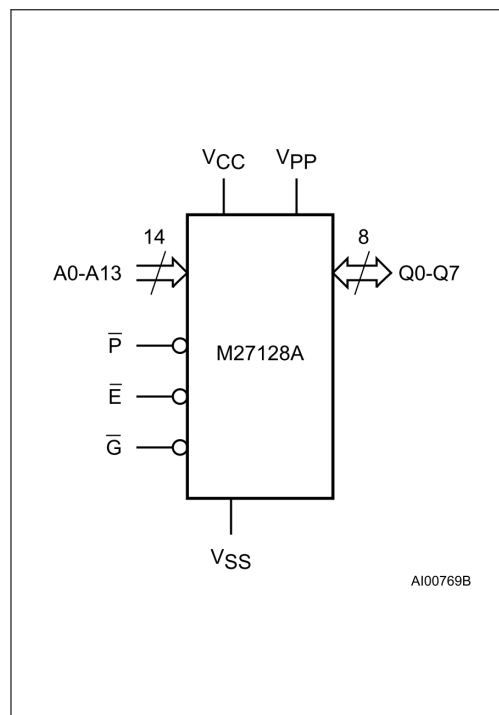 VCC VPP
14 8
A0-A13 Q0-Q7
P̅
M27128A
E̅
G̅
VSS
AI00769B